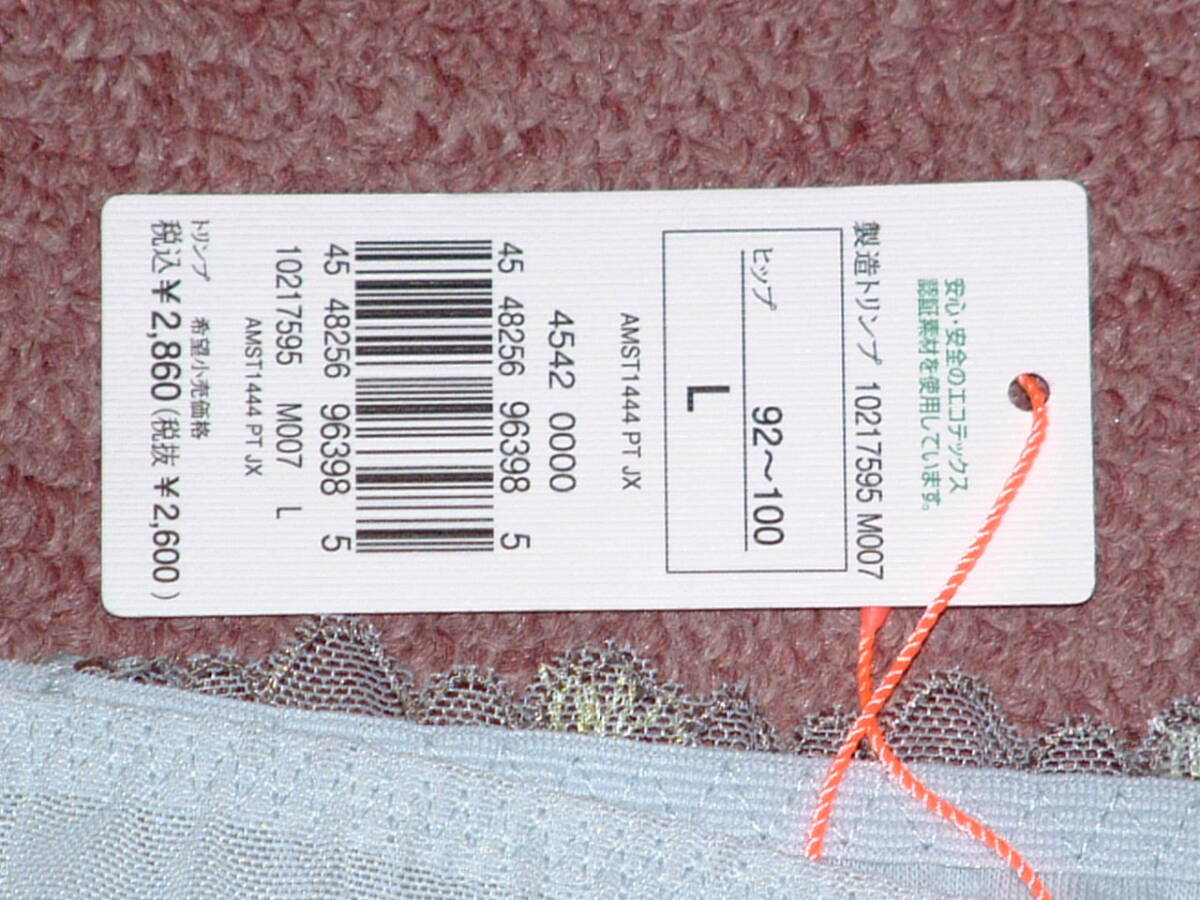 安心・安全のエコテックス
認証素材を使用しています。
製造トリンプ 10217595 M007
ヒップ 92～100
L
AMST1444 PT JX
4542 0000
45 48256 96398 5
45 48256 96398 5
10217595 M007 L
AMST1444 PT JX
トリンプ 希望小売価格
税込￥2,860(税抜￥2,600)